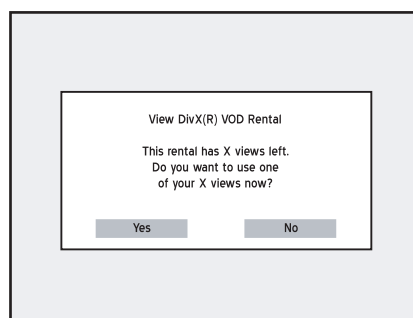 View DivX(R) VOD Rental
This rental has X views left.
Do you want to use one
of your X views now?
Yes No